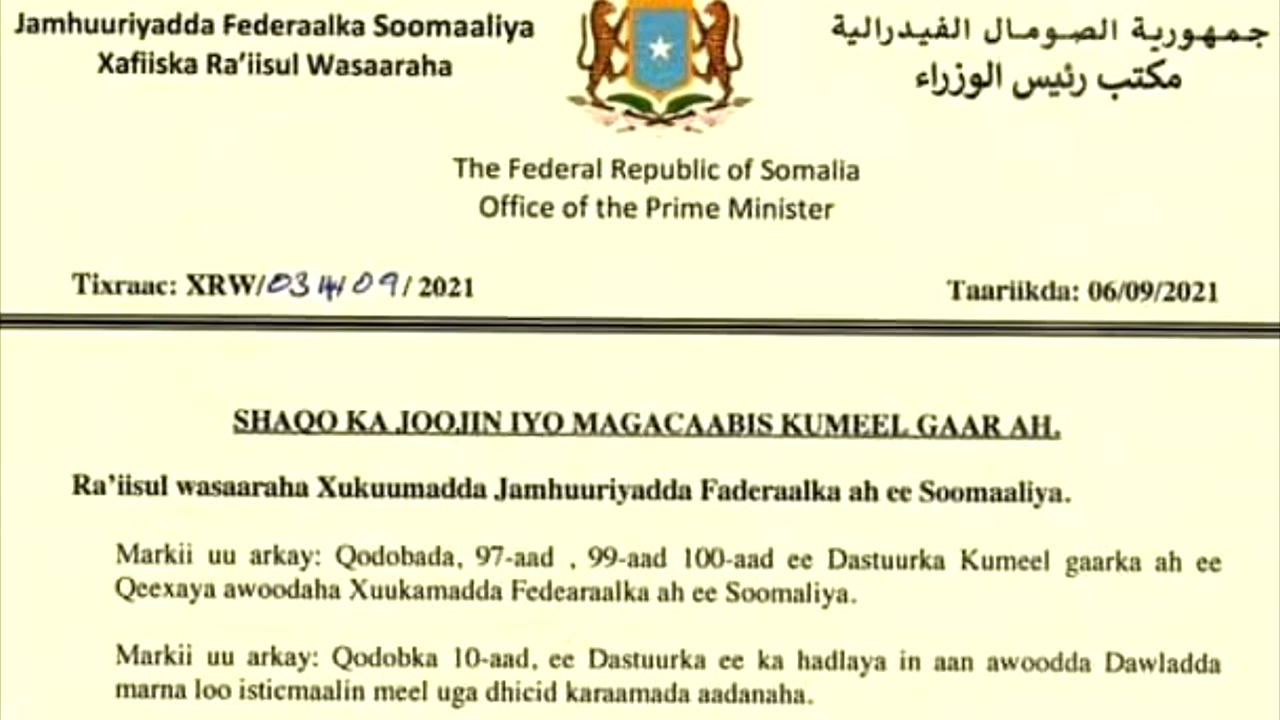 Jamhuuriyadda Federaalka Soomaaliya
Xafiiska Ra'iisul Wasaaraha
جمهورية الصومال الفيدرالية
مكتب رئيس الوزراء
The Federal Republic of Somalia
Office of the Prime Minister
Tixraac: XRW/ 09/ 2021
Taariikda: 06/09/2021
SHAQO KA JOOJIN IYO MAGACAABIS KUMEEL GAAR AH.
Ra'iisul wasaaraha Xukuumadda Jamhuuriyadda Faderaalka ah ee Soomaaliya.
Markii uu arkay: Qodobada, 97-aad , 99-aad 100-aad ee Dastuurka Kumeel gaarka ah ee
Qeexaya awoodaha Xuukamadda Fedearaalka ah ee Soomaliya.
Markii uu arkay: Qodobka 10-aad, ee Dastuurka ee ka hadlaya in aan awoodda Dawladda
marna loo isticmaalin meel uga dhicid karaamada aadanaha.